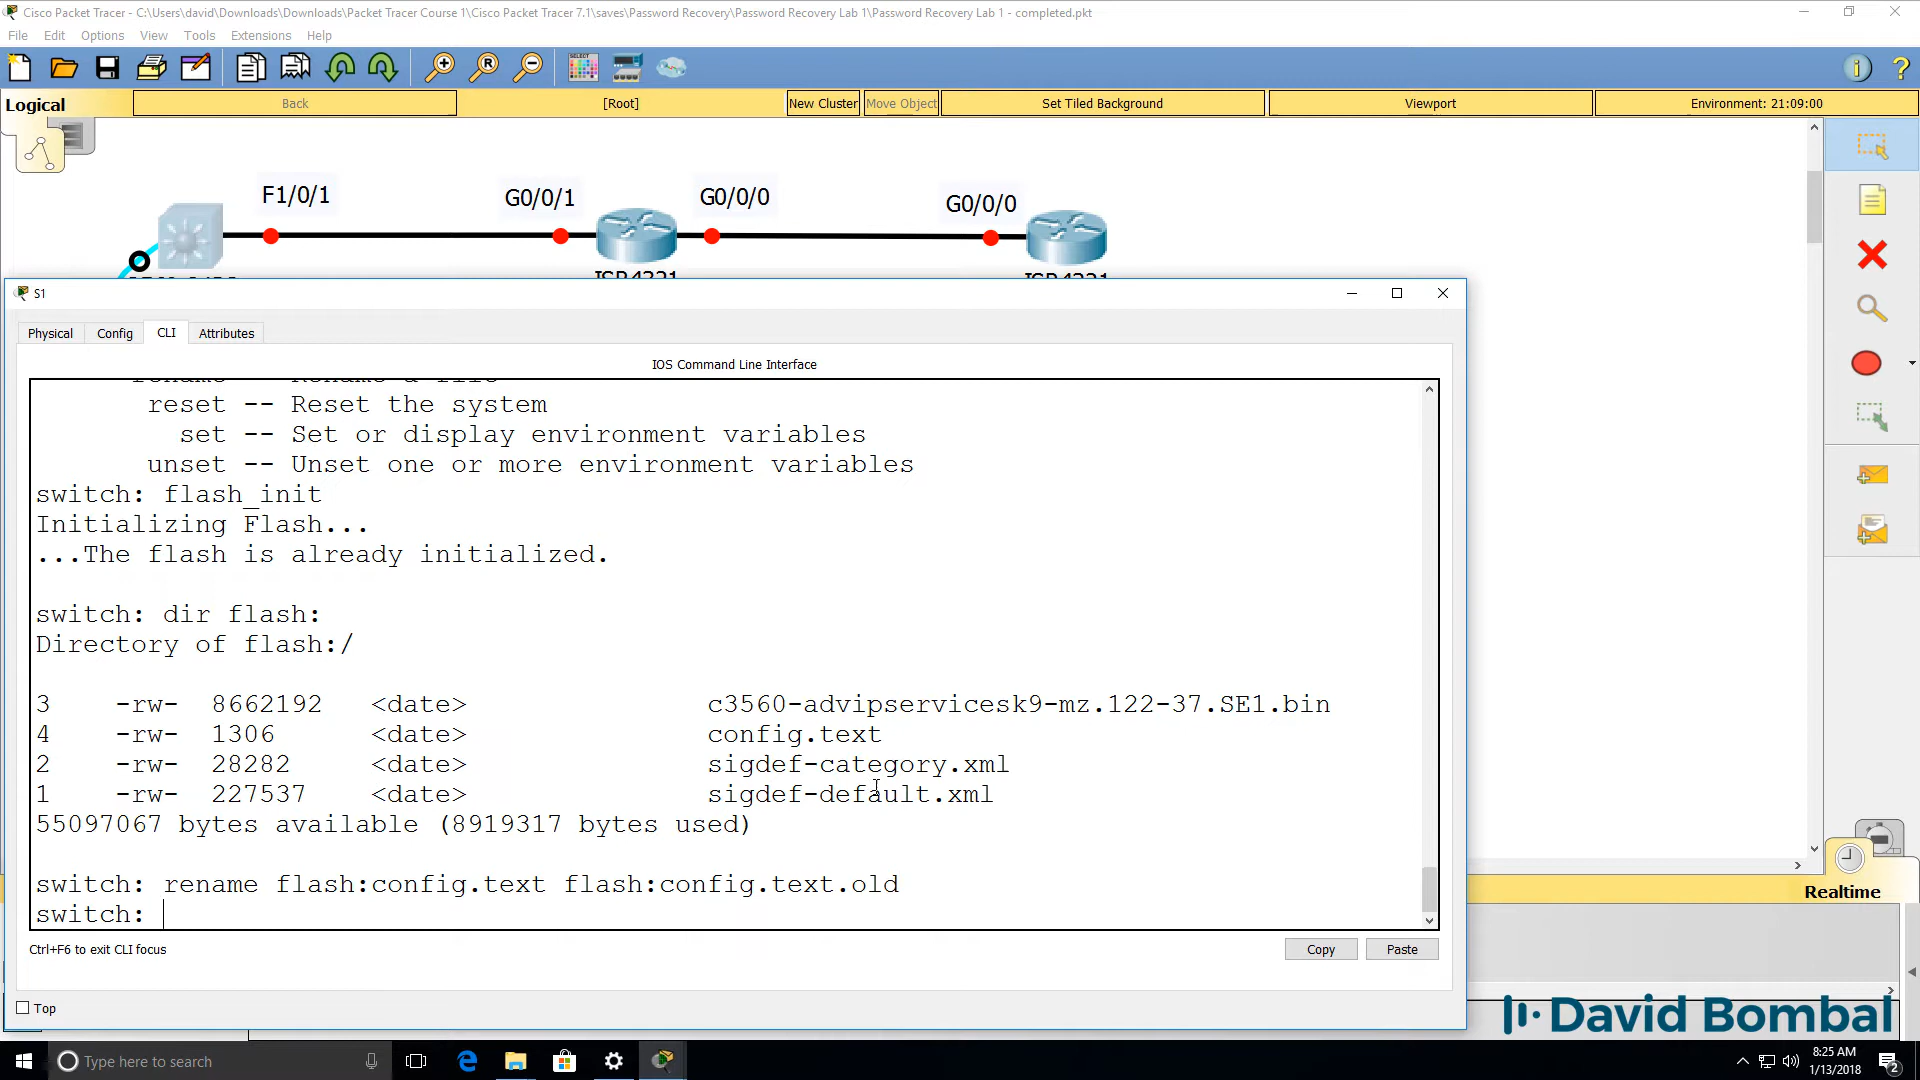 Cisco Packet Tracer - C:\Users\david\Downloads\Downloads\Packet Tracer Course 1\Cisco Packet Tracer 7.1\saves\Password Recovery\Password Recovery Lab 1\Password Recovery Lab 1 - completed.pkt
File Edit Options View Tools Extensions Help
Logical Back [Root] New Cluster Move Object Set Tiled Background Viewport Environment: 21:09:00
F1/0/1 G0/0/1 G0/0/0 G0/0/0
S1
Physical Config CLI Attributes
IOS Command Line Interface
rename -- Rename a file
reset -- Reset the system
set -- Set or display environment variables
unset -- Unset one or more environment variables
switch: flash_init
Initializing Flash...
...The flash is already initialized.
switch: dir flash:
Directory of flash:/
3 -rw- 8662192 <date> c3560-advipservicesk9-mz.122-37.SE1.bin
4 -rw- 1306 <date> config.text
2 -rw- 28282 <date> sigdef-category.xml
1 -rw- 227537 <date> sigdef-default.xml
55097067 bytes available (8919317 bytes used)
switch: rename flash:config.text flash:config.text.old
switch:
Ctrl+F6 to exit CLI focus Copy Paste
Top
Realtime
David Bombal
Type here to search
8:25 AM
1/13/2018
2